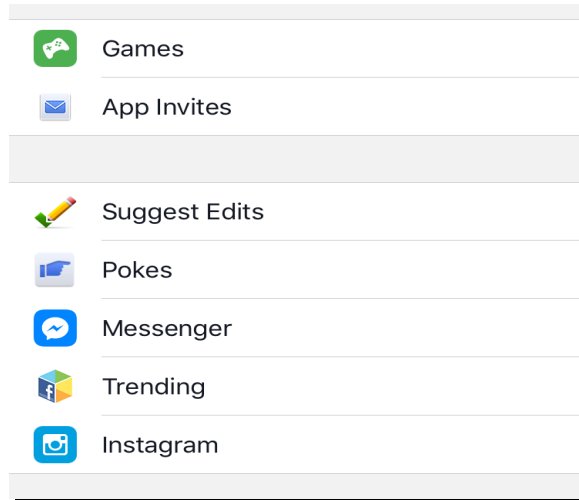 Games
App Invites
Suggest Edits
Pokes
Messenger
Trending
Instagram